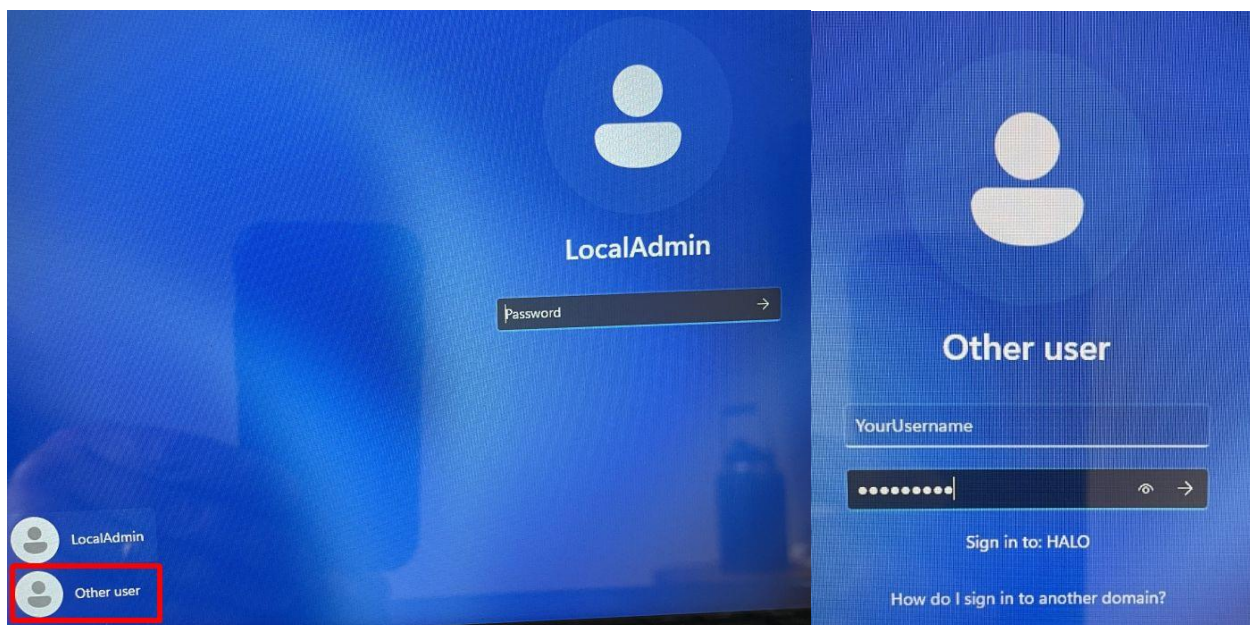 LocalAdmin
Password
LocalAdmin
Other user
Other user
YourUsername
Sign in to: HALO
How do I sign in to another domain?